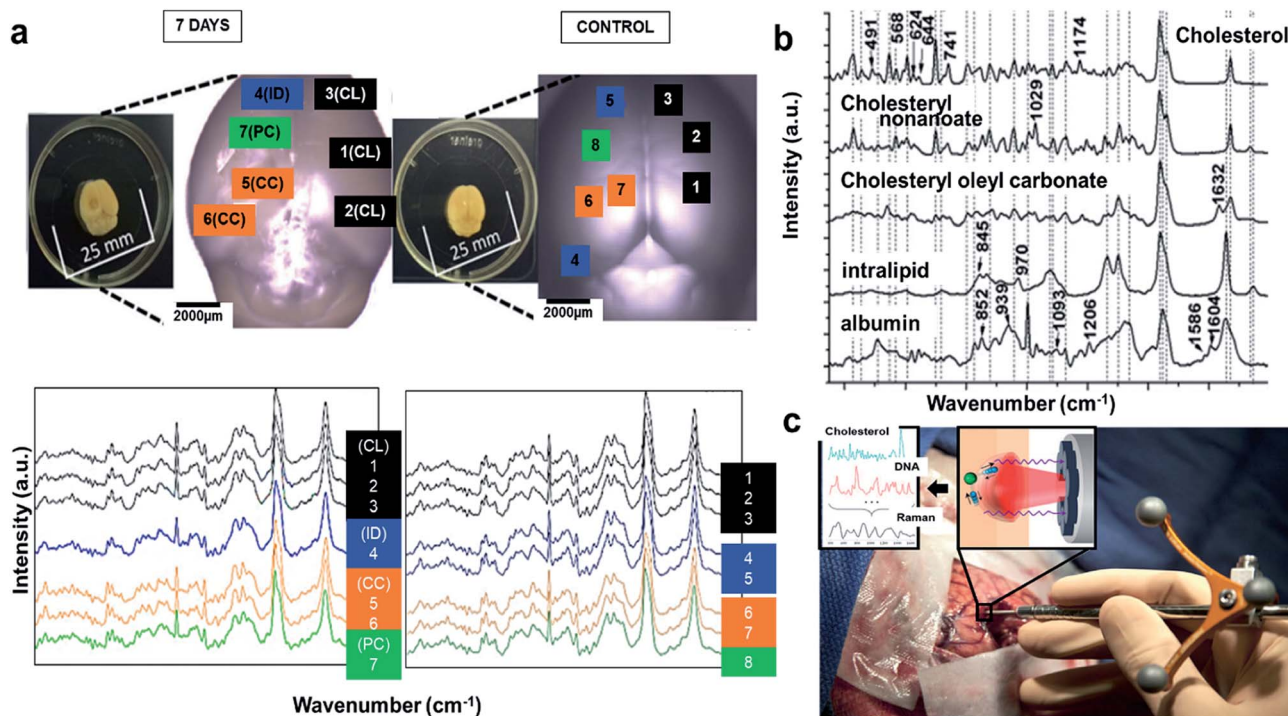 a
7 DAYS
CONTROL
4(ID)
3(CL)
7(PC)
1(CL)
5(CC)
6(CC)
2(CL)
25 mm
2000µm
5
3
8
2
7
1
6
4
25 mm
2000µm
Intensity (a.u.)
(CL)
1
2
3
(ID)
4
(CC)
5
6
(PC)
7
1
2
3
4
5
6
7
8
Wavenumber (cm-1)
b
Intensity (a.u.)
491
568
624
644
741
1174
Cholesterol
Cholesteryl
nonanoate
1029
Cholesteryl oleyl carbonate
1632
845
970
intralipid
852
939
1093
1206
1586
1604
albumin
Wavenumber (cm-1)
c
Cholesterol
DNA
Raman